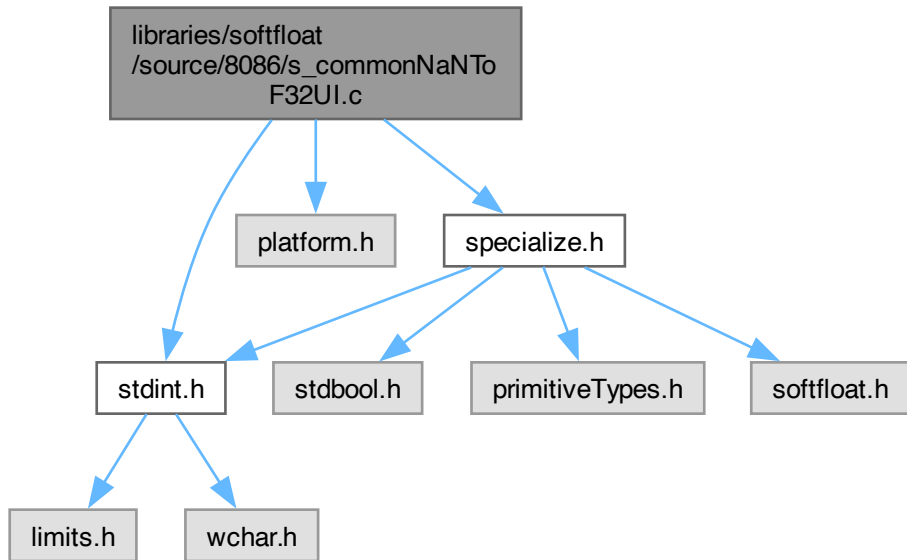 libraries/softfloat
/source/8086/s_commonNaNTo
F32UI.c
platform.h
specialize.h
stdint.h
stdbool.h
primitiveTypes.h
softfloat.h
limits.h
wchar.h